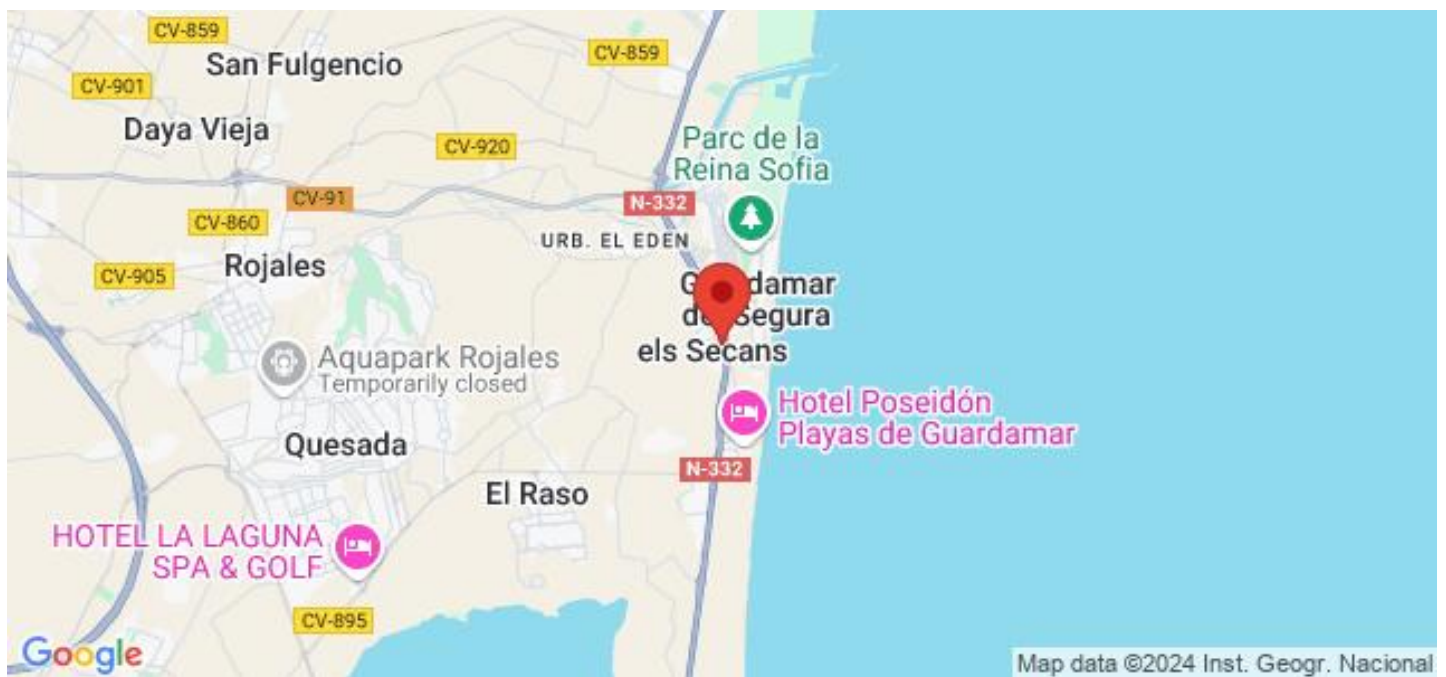 CV-859
San Fulgencio
CV-859
CV-901
Daya Vieja
CV-920
Parc de la
Reina Sofia
CV-91
N-332
CV-860
URB. EL EDEN
Rojales
CV-905
Segura
els Secans
Aquapark Rojales
Temporarily closed
Hotel Poseidón
Playas de Guardamar
Quesada
N-332
El Raso
HOTEL LA LAGUNA
SPA & GOLF
CV-895
Google
Map data ©2024 Inst. Geogr. Nacional